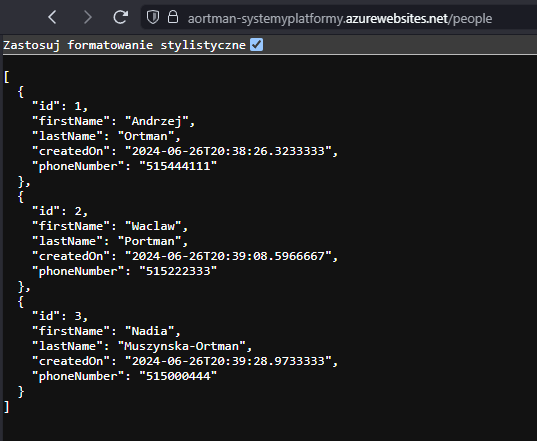 aortman-systemyplatformy.azurewebsites.net/people
Zastosuj formatowanie stylistyczne
[
  {
    "id": 1,
    "firstName": "Andrzej",
    "lastName": "Ortman",
    "createdOn": "2024-06-26T20:38:26.3233333",
    "phoneNumber": "515444111"
  },
  {
    "id": 2,
    "firstName": "Waclaw",
    "lastName": "Portman",
    "createdOn": "2024-06-26T20:39:08.5966667",
    "phoneNumber": "515222333"
  },
  {
    "id": 3,
    "firstName": "Nadia",
    "lastName": "Muszynska-Ortman",
    "createdOn": "2024-06-26T20:39:28.9733333",
    "phoneNumber": "515000444"
  }
]